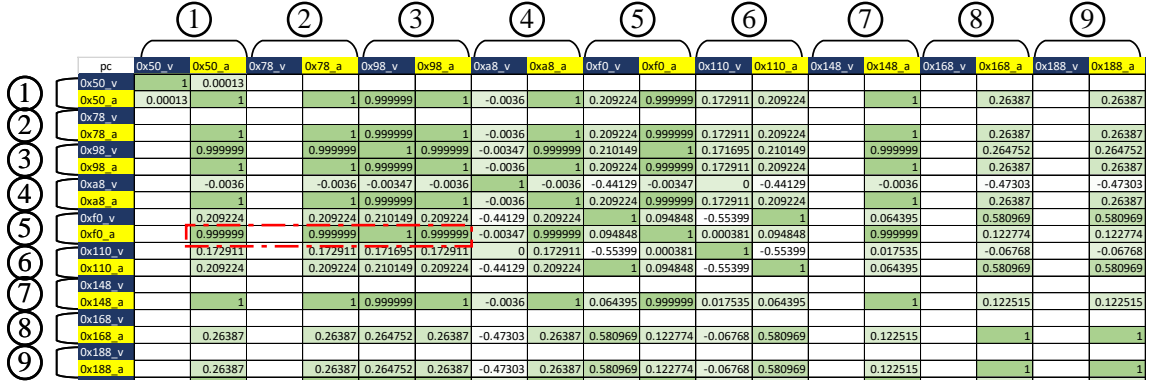 ① ② ③ ④ ⑤ ⑥ ⑦ ⑧ ⑨
pc 0x50_v 0x50_a 0x78_v 0x78_a 0x98_v 0x98_a 0xa8_v 0xa8_a 0xf0_v 0xf0_a 0x110_v 0x110_a 0x148_v 0x148_a 0x168_v 0x168_a 0x188_v 0x188_a
① 0x50_v 1 0.00013
0x50_a 0.00013 1 1 0.999999 1 -0.0036 1 0.209224 0.999999 0.172911 0.209224 1 0.26387 0.26387
② 0x78_v
0x78_a 1 1 0.999999 1 -0.0036 1 0.209224 0.999999 0.172911 0.209224 1 0.26387 0.26387
③ 0x98_v 0.999999 0.999999 1 0.999999 -0.00347 0.999999 0.210149 1 0.171695 0.210149 0.999999 0.264752 0.264752
0x98_a 1 1 0.999999 1 -0.0036 1 0.209224 0.999999 0.172911 0.209224 1 0.26387 0.26387
④ 0xa8_v -0.0036 -0.0036 -0.00347 -0.0036 1 -0.0036 -0.44129 -0.00347 0 -0.44129 -0.0036 -0.47303 -0.47303
0xa8_a 1 1 0.999999 1 -0.0036 1 0.209224 0.999999 0.172911 0.209224 1 0.26387 0.26387
⑤ 0xf0_v 0.209224 0.209224 0.210149 0.209224 -0.44129 0.209224 1 0.094848 -0.55399 1 0.064395 0.580969 0.580969
0xf0_a 0.999999 0.999999 1 0.999999 -0.00347 0.999999 0.094848 1 0.000381 0.094848 0.999999 0.122774 0.122774
⑥ 0x110_v 0.172911 0.172911 0.171695 0.172911 0 0.172911 -0.55399 0.000381 1 -0.55399 0.017535 -0.06768 -0.06768
0x110_a 0.209224 0.209224 0.210149 0.209224 -0.44129 0.209224 1 0.094848 -0.55399 1 0.064395 0.580969 0.580969
⑦ 0x148_v
0x148_a 1 1 0.999999 1 -0.0036 1 0.064395 0.999999 0.017535 0.064395 1 0.122515 0.122515
⑧ 0x168_v
0x168_a 0.26387 0.26387 0.264752 0.26387 -0.47303 0.26387 0.580969 0.122774 -0.06768 0.580969 0.122515 1 1
⑨ 0x188_v
0x188_a 0.26387 0.26387 0.264752 0.26387 -0.47303 0.26387 0.580969 0.122774 -0.06768 0.580969 0.122515 1 1